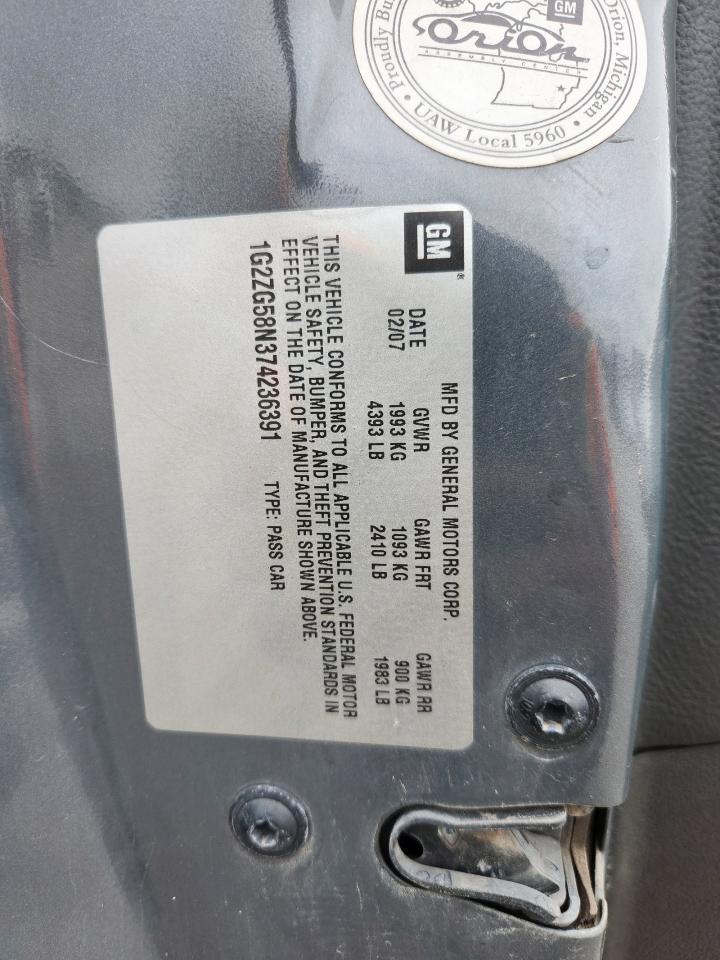 GM
Orion
ASSEMBLY CENTER
Proudly Bu
Orion, Michigan
• UAW Local 5960 •
GM®
MFD BY GENERAL MOTORS CORP.
DATE GVWR GAWR FRT GAWR RR
02/07 1993 KG 1093 KG 900 KG
4393 LB 2410 LB 1983 LB
THIS VEHICLE CONFORMS TO ALL APPLICABLE U.S. FEDERAL MOTOR
VEHICLE SAFETY, BUMPER, AND THEFT PREVENTION STANDARDS IN
EFFECT ON THE DATE OF MANUFACTURE SHOWN ABOVE.
1G2ZG58N374236391 TYPE: PASS CAR